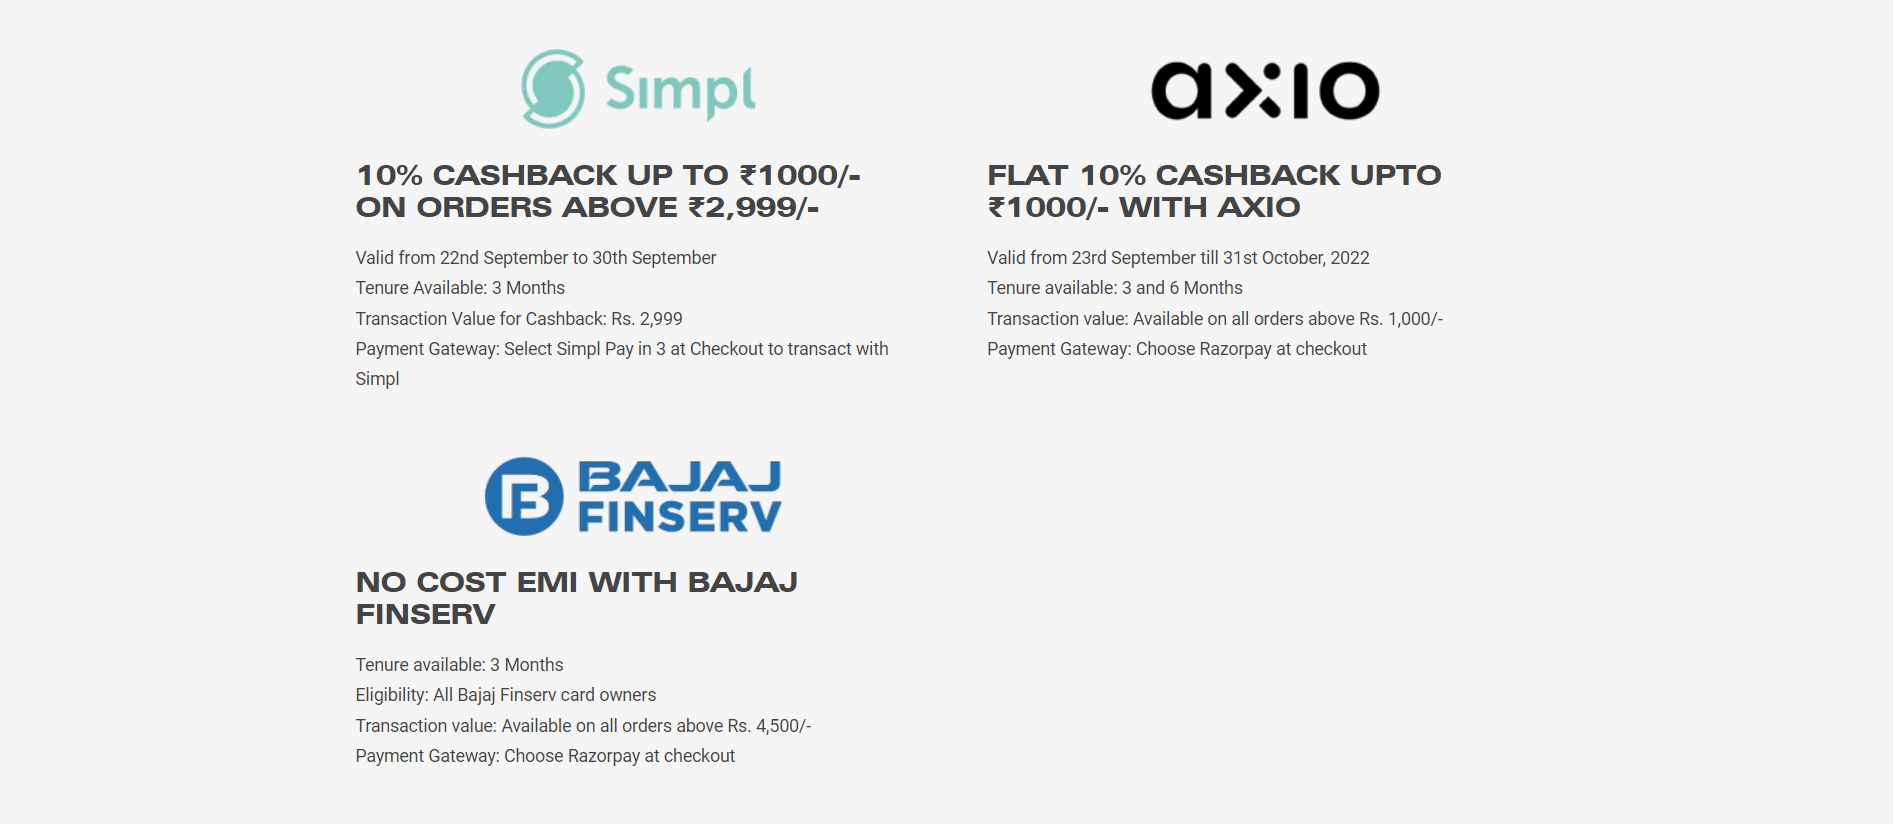 Simpl
10% CASHBACK UP TO ₹1000/-
ON ORDERS ABOVE ₹2,999/-
Valid from 22nd September to 30th September
Tenure Available: 3 Months
Transaction Value for Cashback: Rs. 2,999
Payment Gateway: Select Simpl Pay in 3 at Checkout to transact with
Simpl
axio
FLAT 10% CASHBACK UPTO
₹1000/- WITH AXIO
Valid from 23rd September till 31st October, 2022
Tenure available: 3 and 6 Months
Transaction value: Available on all orders above Rs. 1,000/-
Payment Gateway: Choose Razorpay at checkout
BAJAJ
FINSERV
NO COST EMI WITH BAJAJ
FINSERV
Tenure available: 3 Months
Eligibility: All Bajaj Finserv card owners
Transaction value: Available on all orders above Rs. 4,500/-
Payment Gateway: Choose Razorpay at checkout